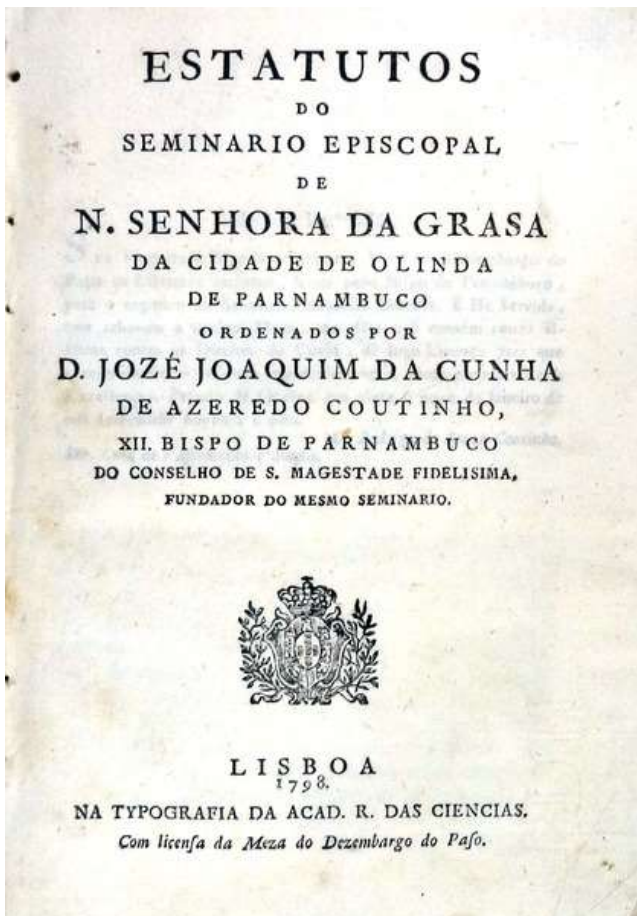 ESTATUTOS
DO
SEMINARIO EPISCOPAL
DE
N. SENHORA DA GRASA
DA CIDADE DE OLINDA
DE PARNAMBUCO
ORDENADOS POR
D. JOZÉ JOAQUIM DA CUNHA
DE AZEREDO COUTINHO,
XII. BISPO DE PARNAMBUCO
DO CONSELHO DE S. MAGESTADE FIDELISIMA,
FUNDADOR DO MESMO SEMINARIO.
LISBOA
1798.
NA TYPOGRAFIA DA ACAD. R. DAS CIENCIAS.
Com licenſa da Meza do Dezembargo do Paſo.